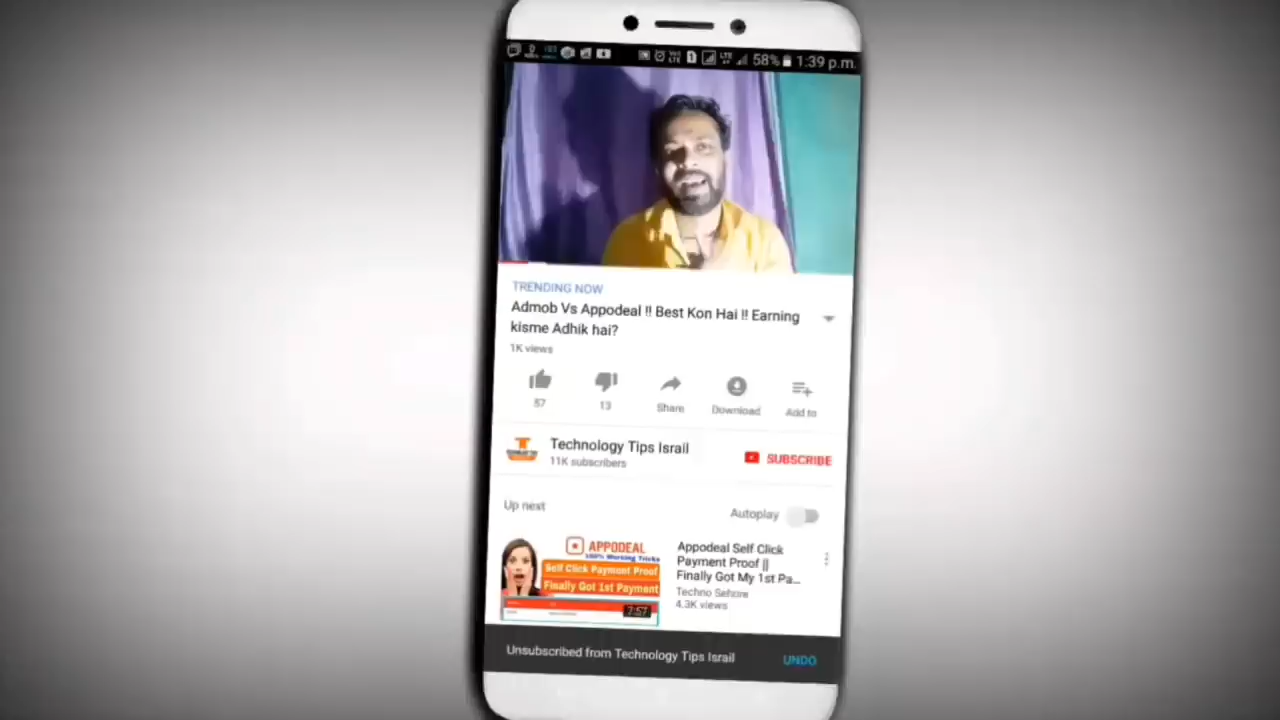 58% 1:39 p.m.
TRENDING NOW
Admob Vs Appodeal !! Best Kon Hai !! Earning
kisme Adhik hai?
1K views
57
13
Share
Download
Add to
Technology Tips Israil
11K subscribers
SUBSCRIBE
Up next
Autoplay
APPODEAL
100% Working Tricks
Self Click Payment Proof
Finally Got 1st Payment
7:57
Appodeal Self Click
Payment Proof ||
Finally Got My 1st Pa...
Techno Sehore
4.3K views
Unsubscribed from Technology Tips Israil
UNDO